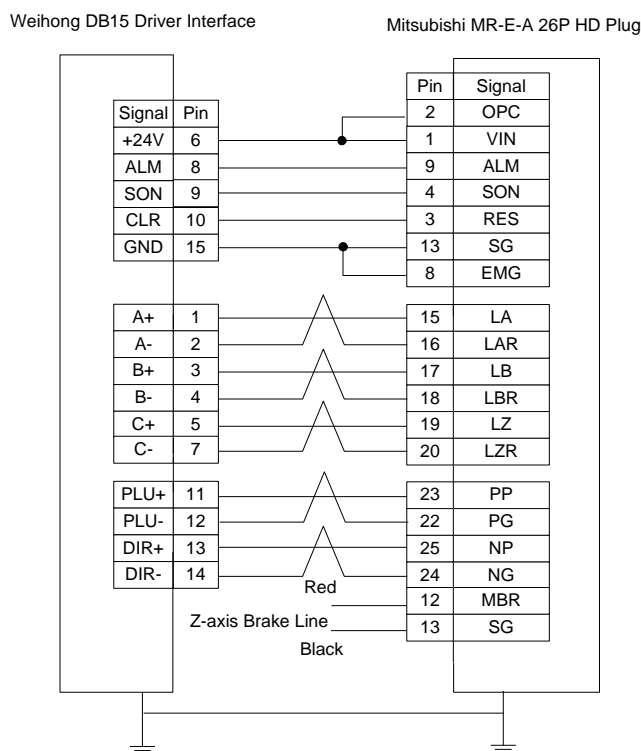 Weihong DB15 Driver Interface
Mitsubishi MR-E-A 26P HD Plug
Pin Signal
2 OPC
Signal Pin
+24V 6 1 VIN
ALM 8 9 ALM
SON 9 4 SON
CLR 10 3 RES
GND 15 13 SG
8 EMG
A+ 1 15 LA
A- 2 16 LAR
B+ 3 17 LB
B- 4 18 LBR
C+ 5 19 LZ
C- 7 20 LZR
PLU+ 11 23 PP
PLU- 12 22 PG
DIR+ 13 25 NP
DIR- 14 24 NG
Red
12 MBR
Z-axis Brake Line
13 SG
Black